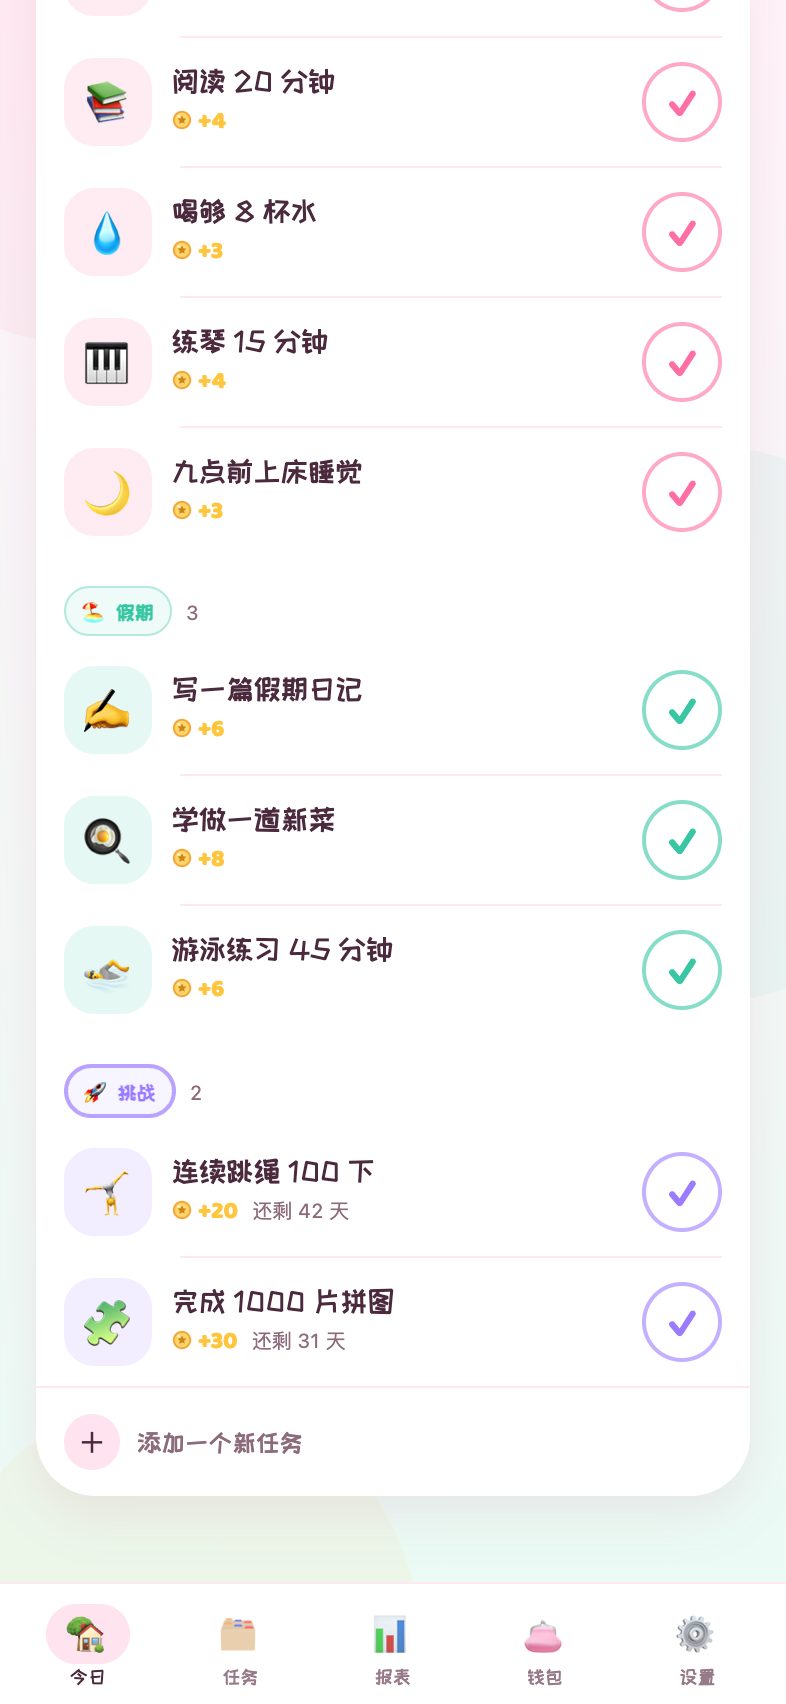 阅读 20 分钟
+4
喝够 8 杯水
+3
练琴 15 分钟
+4
九点前上床睡觉
+3
假期 3
写一篇假期日记
+6
学做一道新菜
+8
游泳练习 45 分钟
+6
挑战 2
连续跳绳 100 下
+20 还剩 42 天
完成 1000 片拼图
+30 还剩 31 天
添加一个新任务
今日 任务 报表 钱包 设置